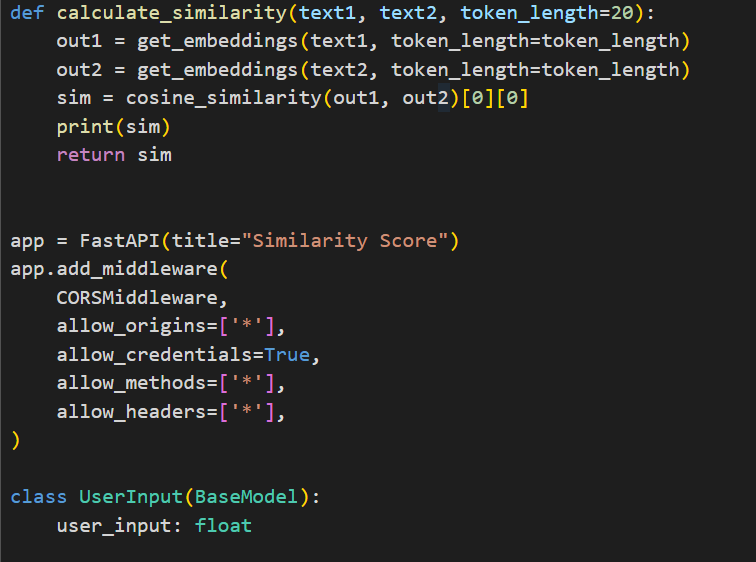 def calculate_similarity(text1, text2, token_length=20):
    out1 = get_embeddings(text1, token_length=token_length)
    out2 = get_embeddings(text2, token_length=token_length)
    sim = cosine_similarity(out1, out2)[0][0]
    print(sim)
    return sim
app = FastAPI(title="Similarity Score")
app.add_middleware(
    CORSMiddleware,
    allow_origins=['*'],
    allow_credentials=True,
    allow_methods=['*'],
    allow_headers=['*'],
)
class UserInput(BaseModel):
    user_input: float